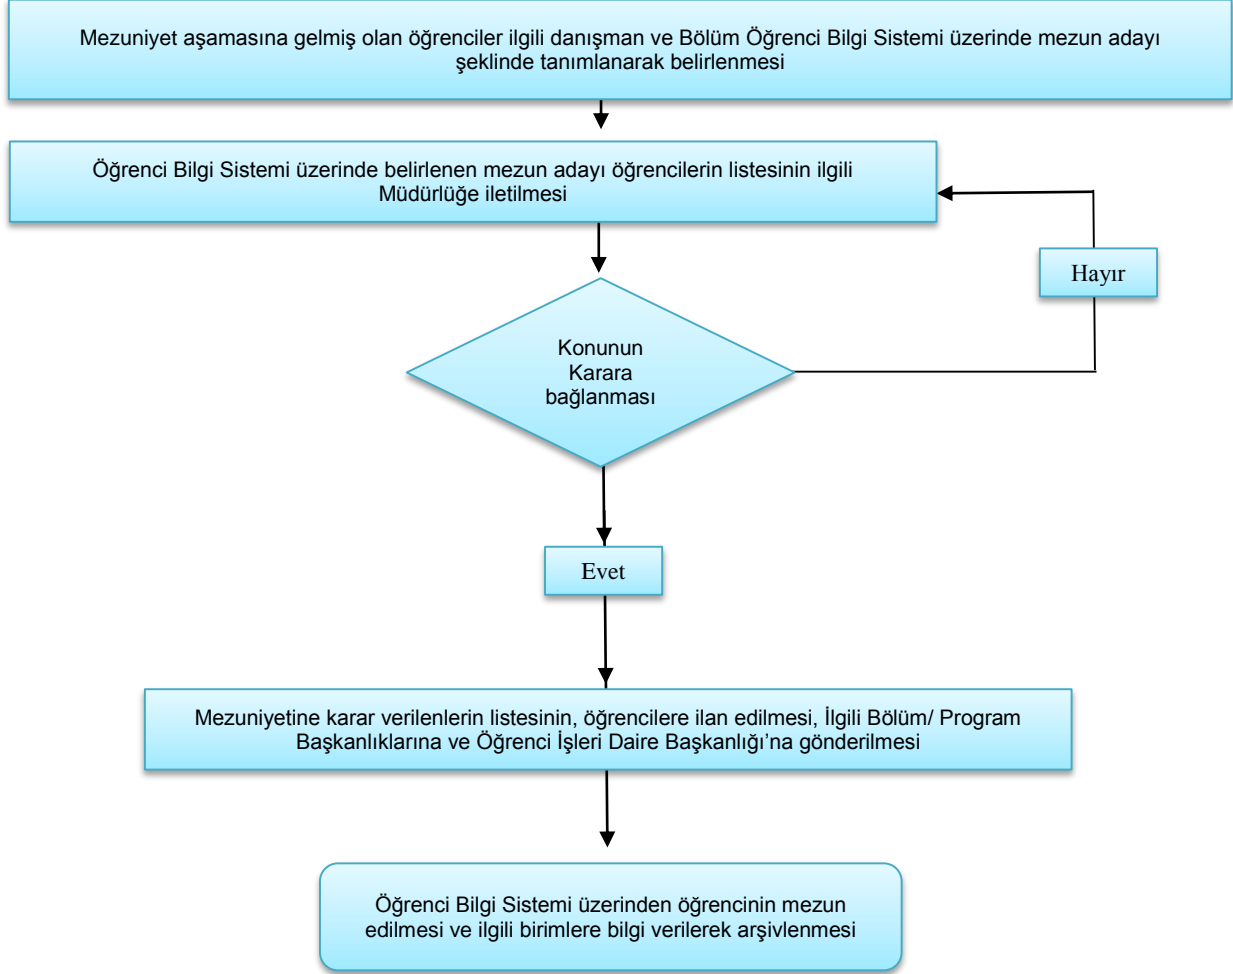 Mezuniyet aşamasına gelmiş olan öğrenciler ilgili danışman ve Bölüm Öğrenci Bilgi Sistemi üzerinde mezun adayı
şeklinde tanımlanarak belirlenmesi
Öğrenci Bilgi Sistemi üzerinde belirlenen mezun adayı öğrencilerin listesinin ilgili
Müdürlüğe iletilmesi
Hayır
Konunun
Karara
bağlanması
Evet
Mezuniyetine karar verilenlerin listesinin, öğrencilere ilan edilmesi, İlgili Bölüm/ Program
Başkanlıklarına ve Öğrenci İşleri Daire Başkanlığı’na gönderilmesi
Öğrenci Bilgi Sistemi üzerinden öğrencinin mezun
edilmesi ve ilgili birimlere bilgi verilerek arşivlenmesi